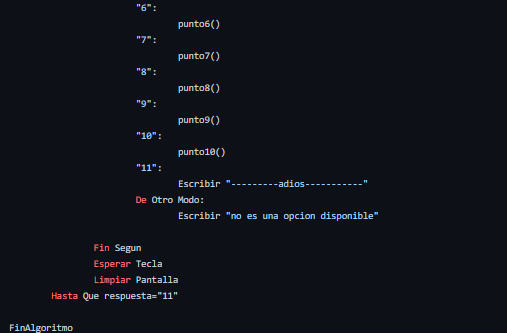 "6":
punto6()
"7":
punto7()
"8":
punto8()
"9":
punto9()
"10":
punto10()
"11":
Escribir "---------adios-----------"
De Otro Modo:
Escribir "no es una opcion disponible"
Fin Segun
Esperar Tecla
Limpiar Pantalla
Hasta Que respuesta="11"
FinAlgoritmo